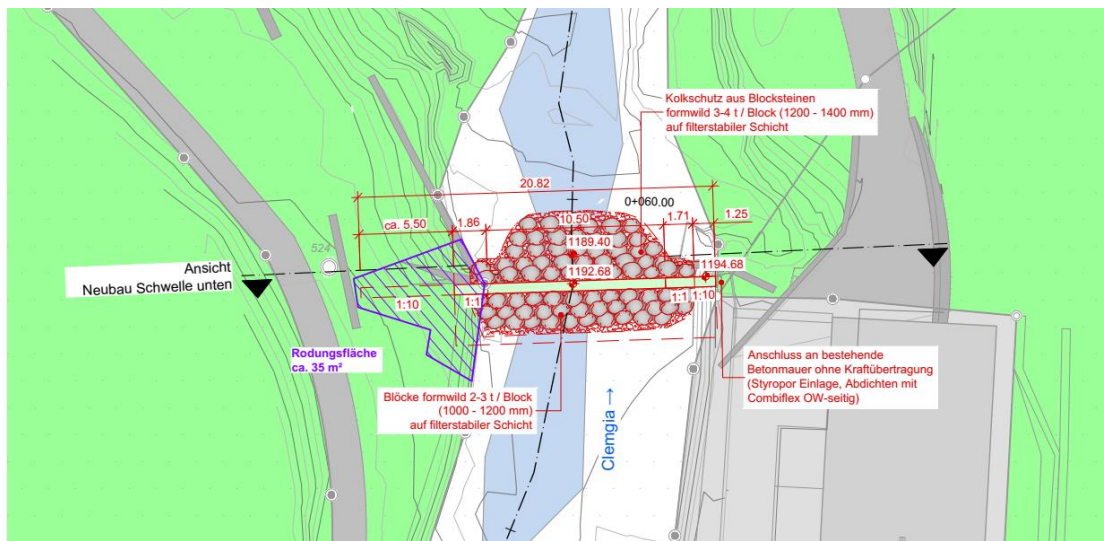 Kolkschutz aus Blocksteinen
formwild 3-4 t / Block (1200 - 1400 mm)
auf filterstabiler Schicht
20.82
0+060.00
ca. 5,50
1.86
10.50
1.71
1.25
524
1189.40
Ansicht
Neubau Schwelle unten
1194.68
1192.68
1:10
1:1
1:1
1:10
Rodungsfläche
ca. 35 m²
Anschluss an bestehende
Betonmauer ohne Kraftübertragung
(Styropor Einlage, Abdichten mit
Combiflex OW-seitig)
Blöcke formwild 2-3 t / Block
(1000 - 1200 mm)
auf filterstabiler Schicht
Clemgia →